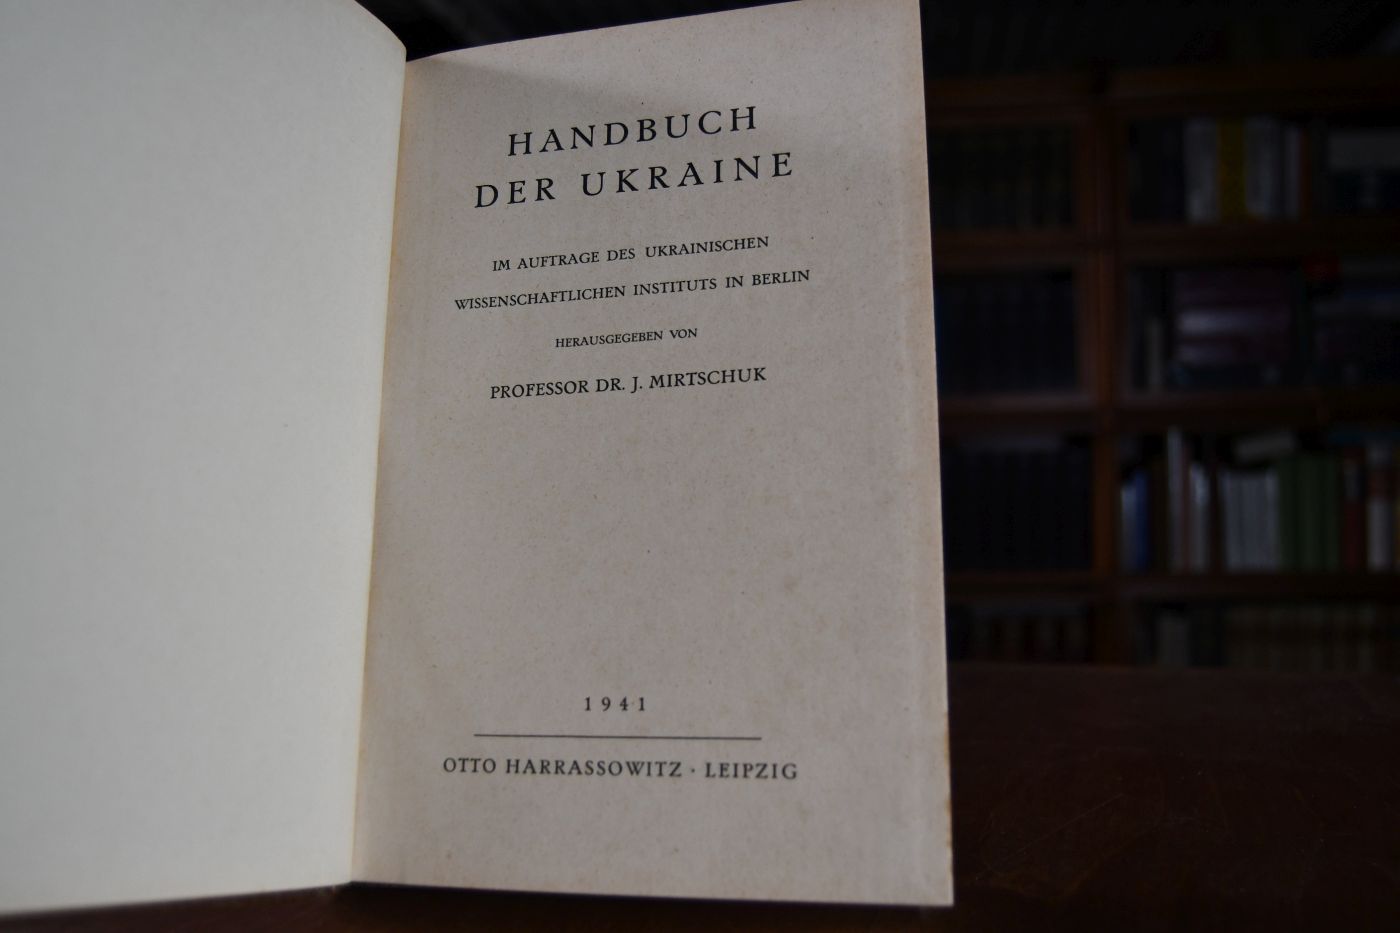 HANDBUCH
DER UKRAINE
IM AUFTRAGE DES UKRAINISCHEN
WISSENSCHAFTLICHEN INSTITUTS IN BERLIN
HERAUSGEGEBEN VON
PROFESSOR DR. J. MIRTSCHUK
1941
OTTO HARRASSOWITZ · LEIPZIG